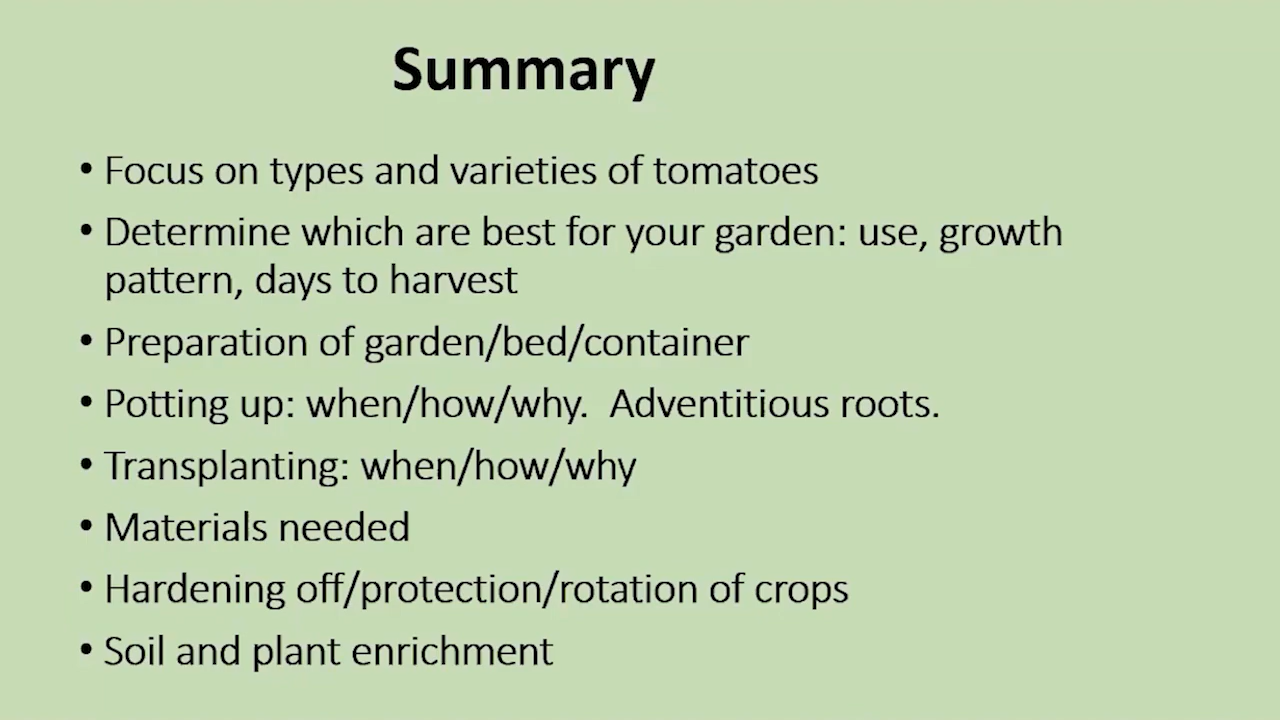 Summary
• Focus on types and varieties of tomatoes
• Determine which are best for your garden: use, growth
pattern, days to harvest
• Preparation of garden/bed/container
• Potting up: when/how/why.  Adventitious roots.
• Transplanting: when/how/why
• Materials needed
• Hardening off/protection/rotation of crops
• Soil and plant enrichment